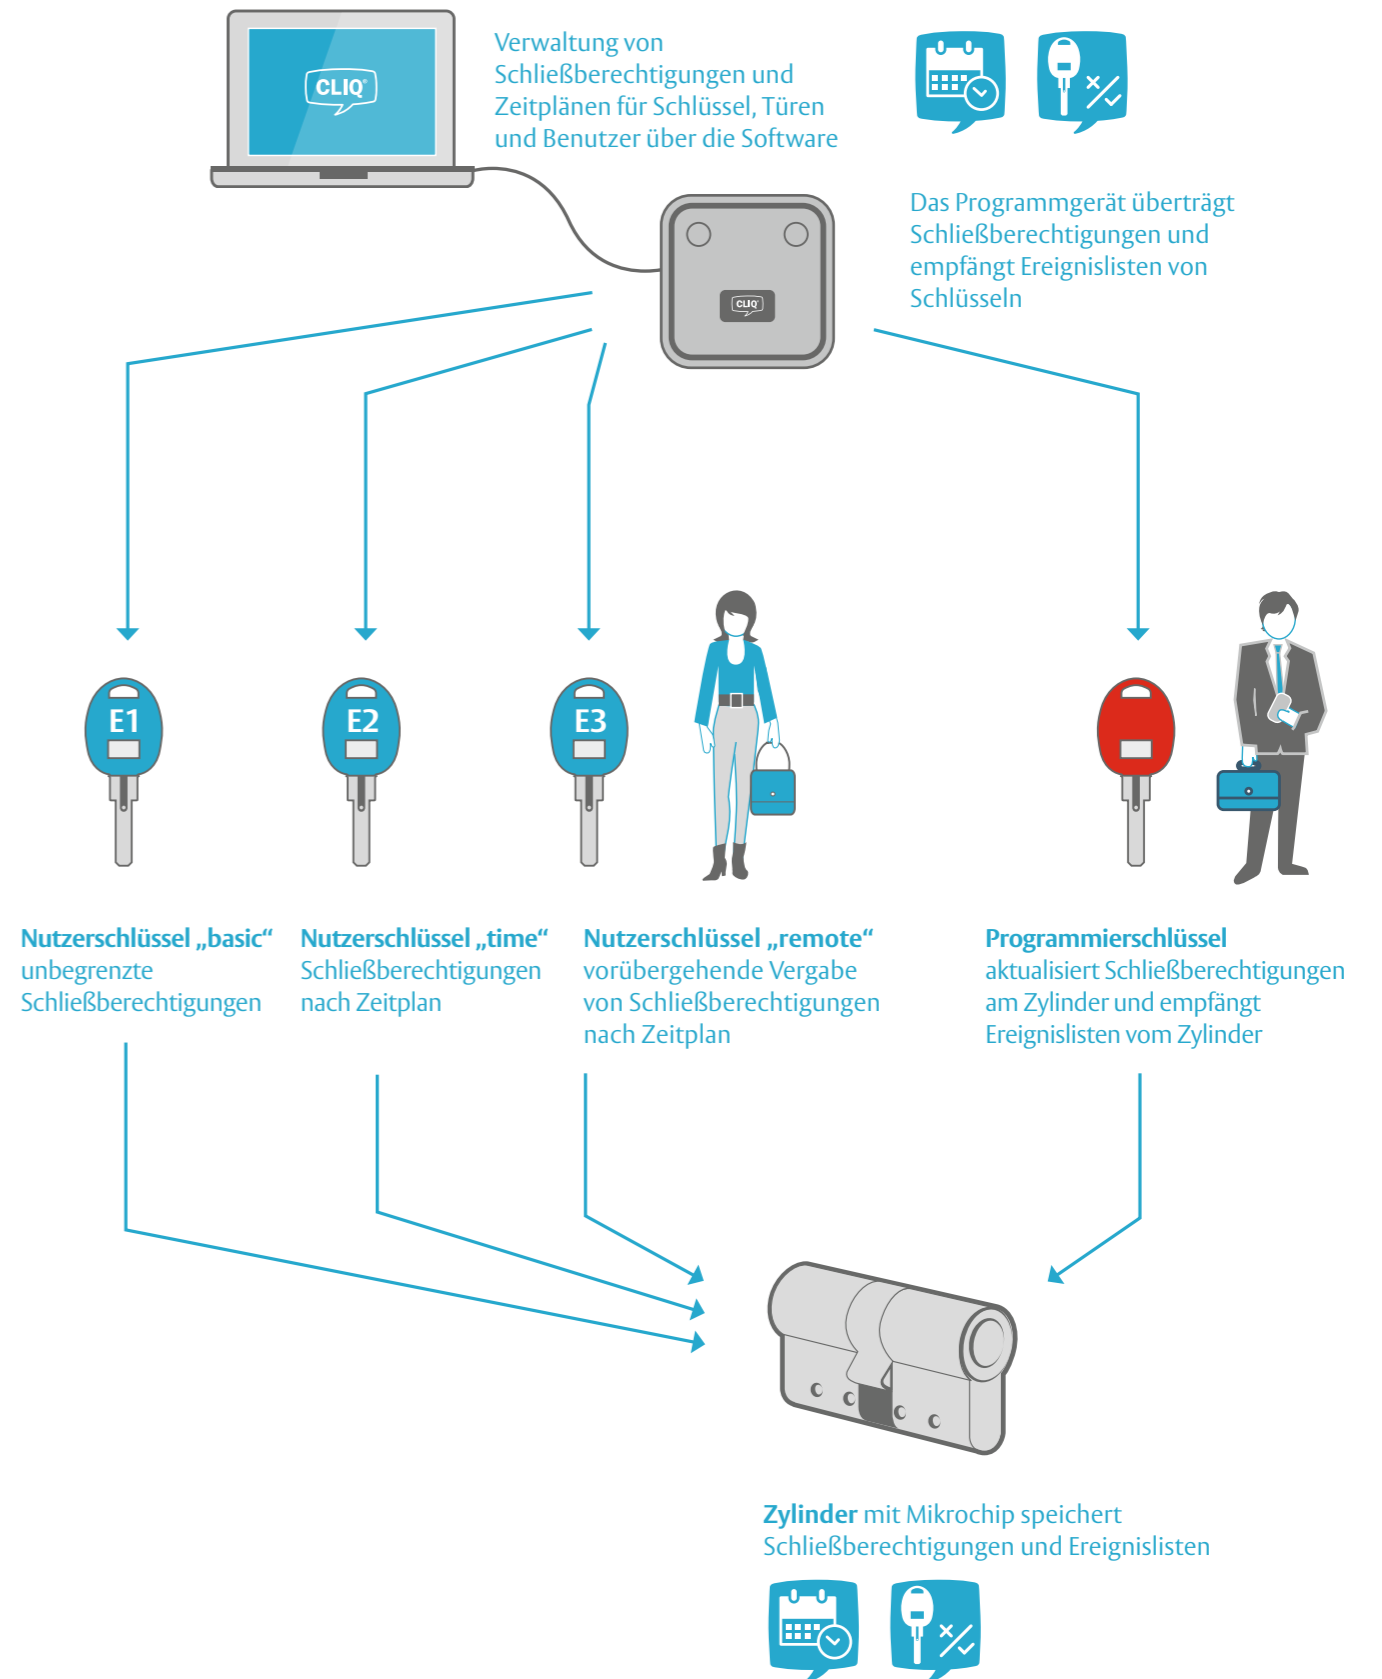 CLIQ®
Verwaltung von
Schließberechtigungen und
Zeitplänen für Schlüssel, Türen
und Benutzer über die Software
Das Programmgerät überträgt
Schließberechtigungen und
empfängt Ereignislisten von
Schlüsseln
CLIQ
E1
E2
E3
Nutzerschlüssel „basic“
unbegrenzte
Schließberechtigungen
Nutzerschlüssel „time“
Schließberechtigungen
nach Zeitplan
Nutzerschlüssel „remote“
vorübergehende Vergabe
von Schließberechtigungen
nach Zeitplan
Programmierschlüssel
aktualisiert Schließberechtigungen
am Zylinder und empfängt
Ereignislisten vom Zylinder
Zylinder mit Mikrochip speichert
Schließberechtigungen und Ereignislisten